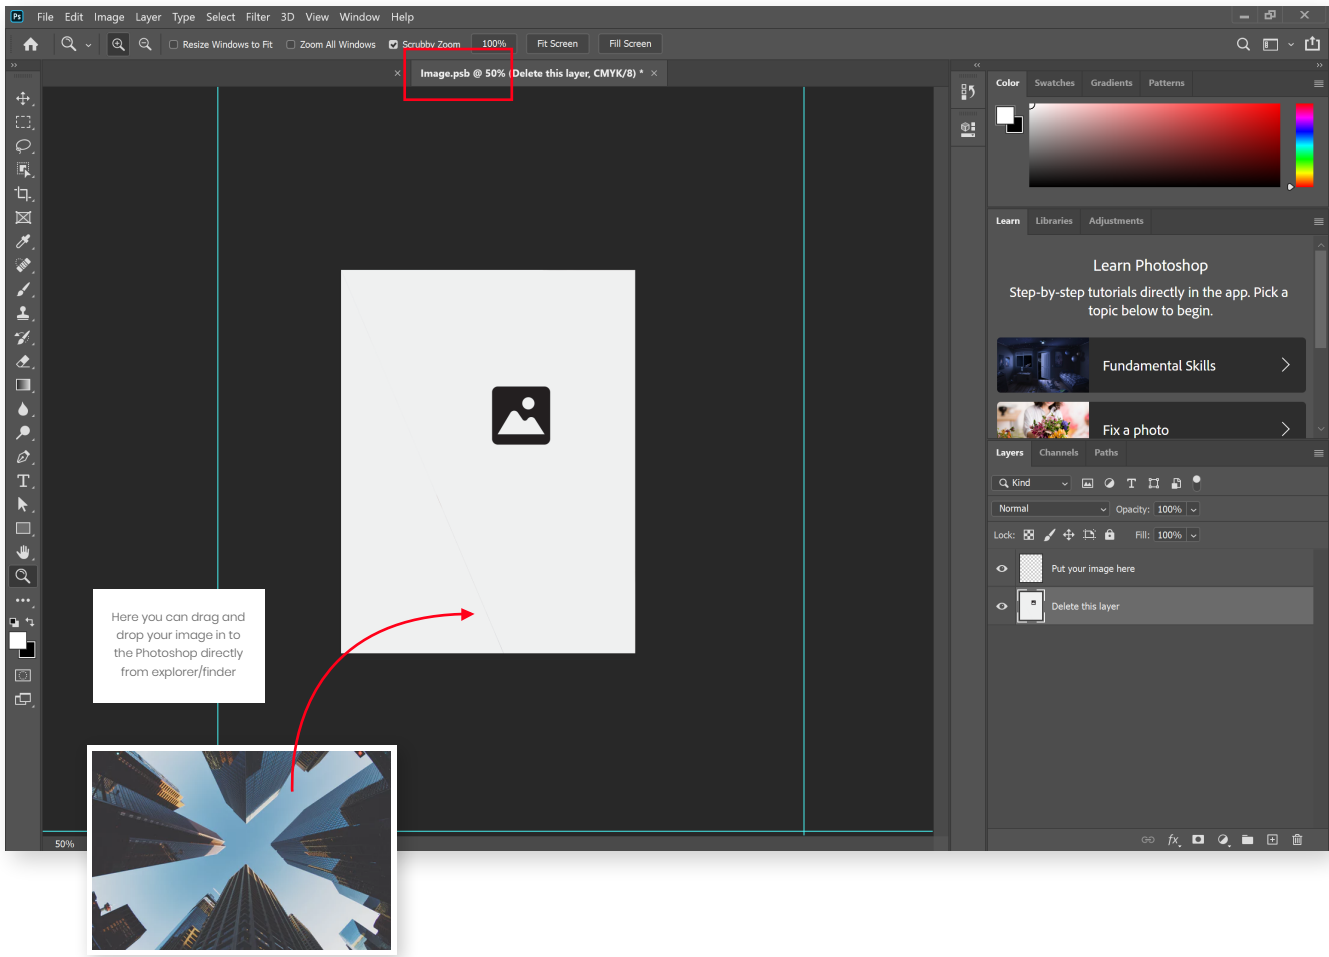 Ps File Edit Image Layer Type Select Filter 3D View Window Help
Resize Windows to Fit Zoom All Windows Scrubby Zoom 100% Fit Screen Fill Screen
Image.psb @ 50% (Delete this layer, CMYK/8) *
Color Swatches Gradients Patterns
Learn Libraries Adjustments
Learn Photoshop
Step-by-step tutorials directly in the app. Pick a
topic below to begin.
Fundamental Skills
Fix a photo
Layers Channels Paths
Kind
Normal Opacity: 100%
Lock: Fill: 100%
Put your image here
Delete this layer
fx
Here you can drag and
drop your image in to
the Photoshop directly
from explorer/finder
50%